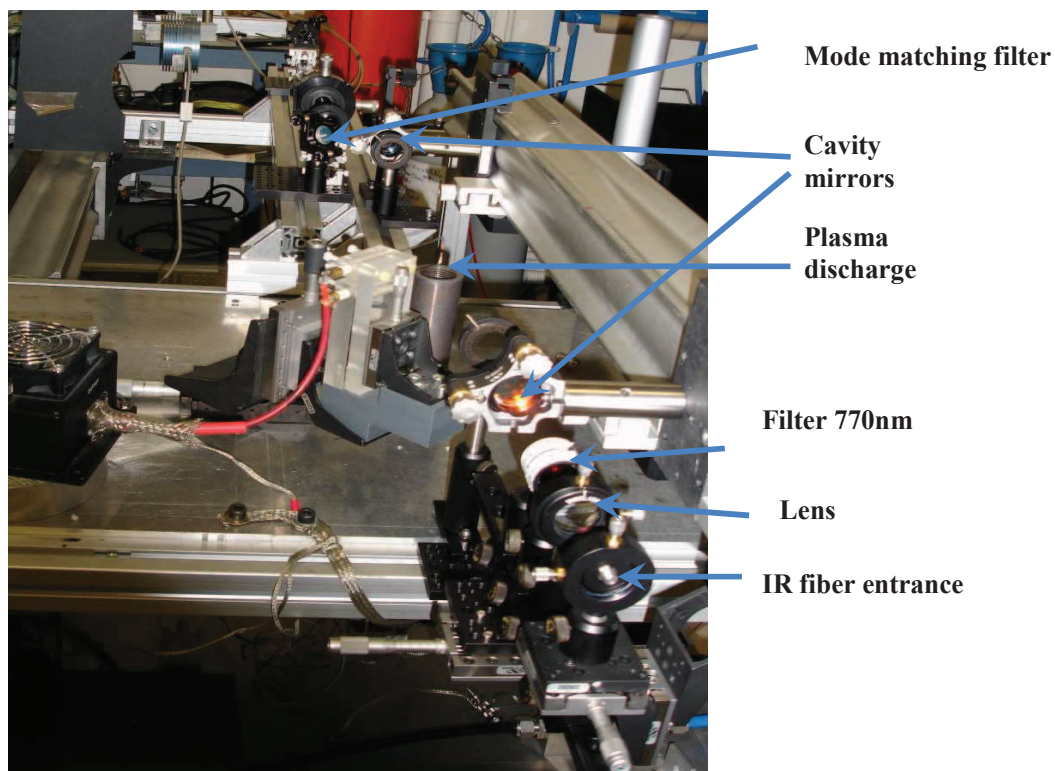 Mode matching filter
Cavity
mirrors
Plasma
discharge
Filter 770nm
Lens
IR fiber entrance